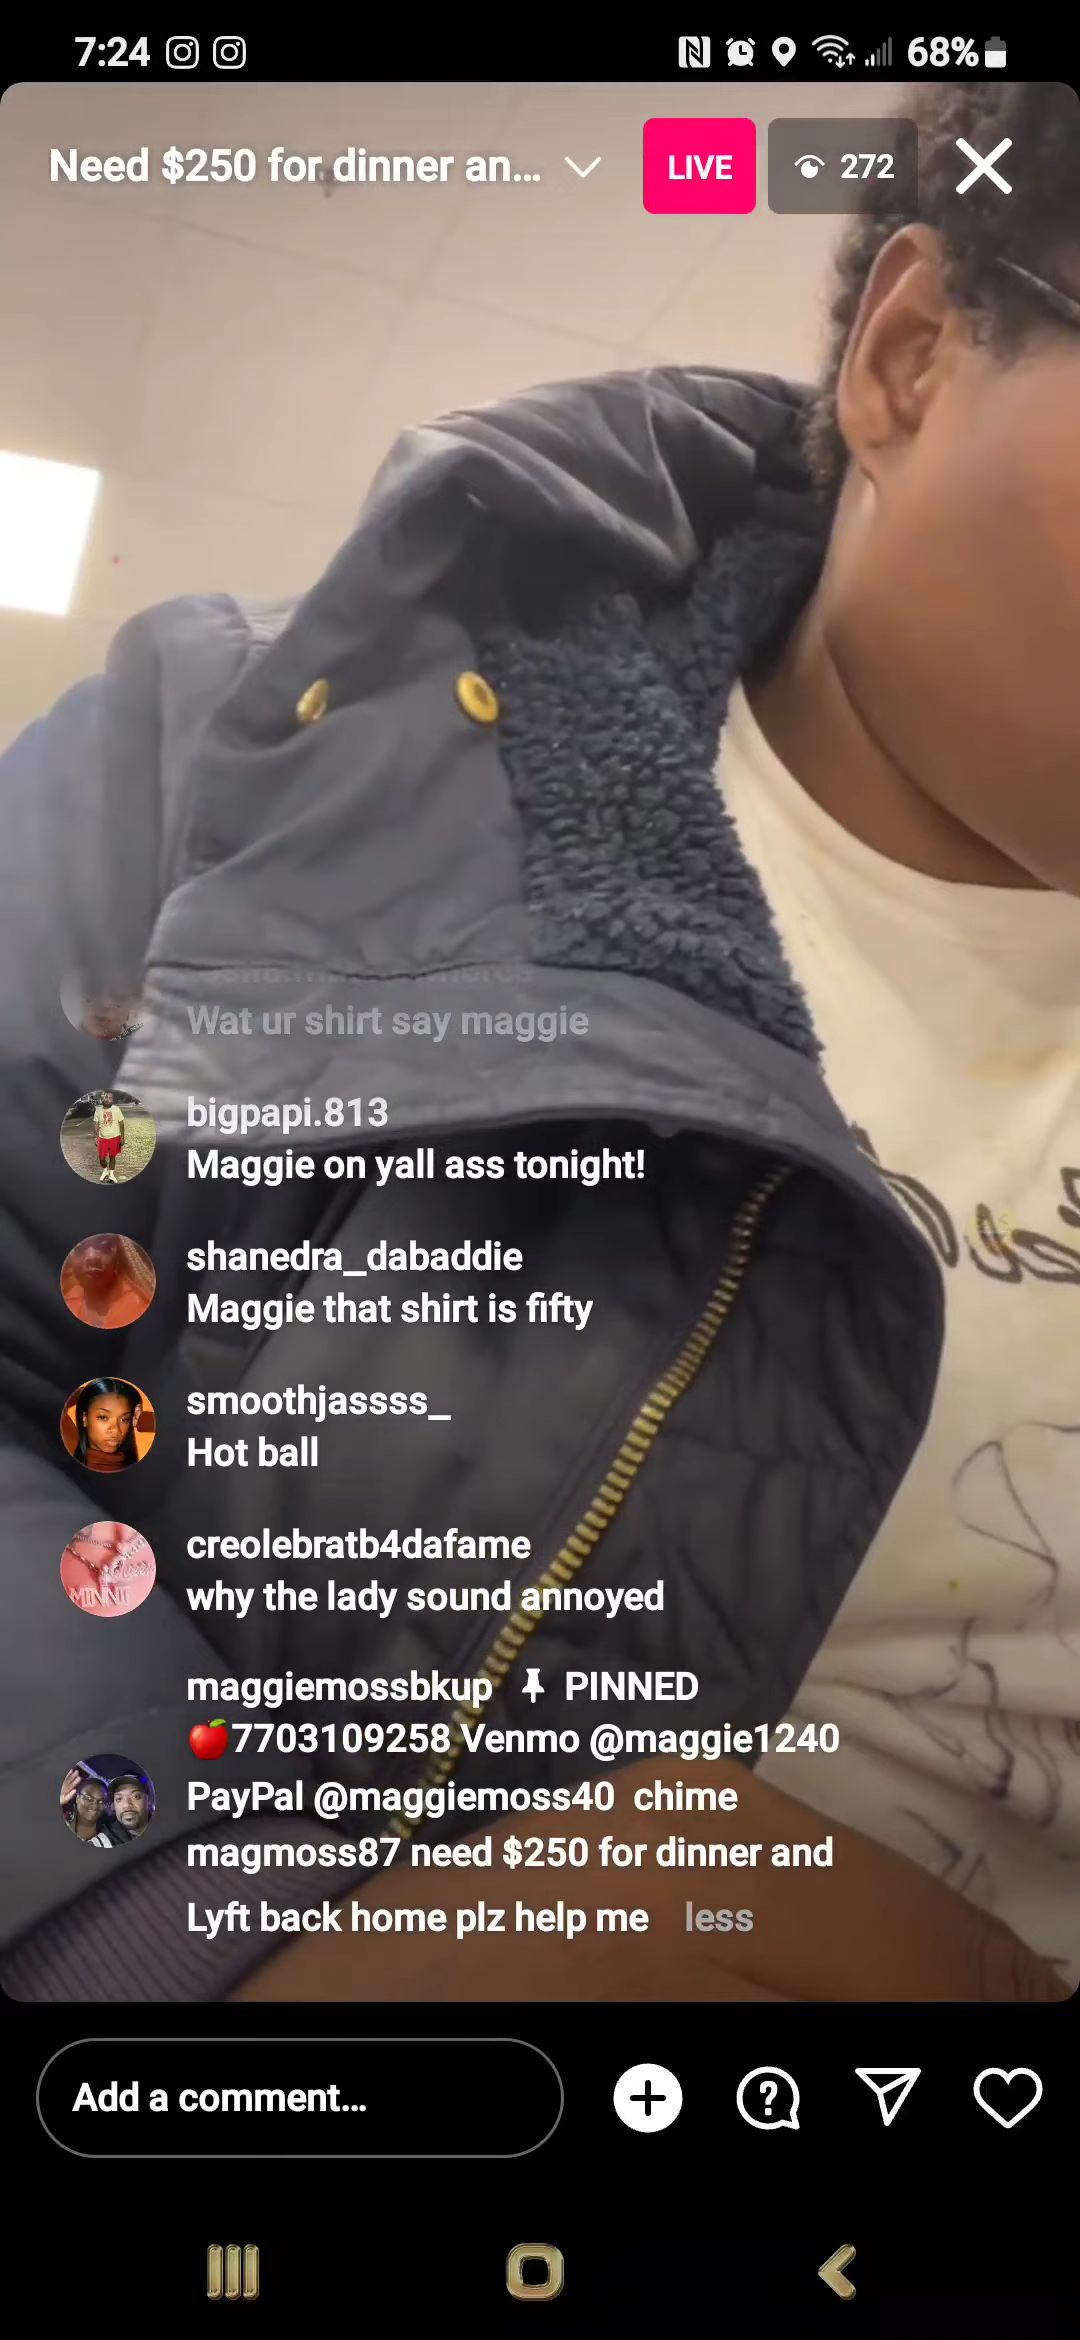 7:24
68%
Need $250 for dinner an...
LIVE
272
Wat ur shirt say maggie
bigpapi.813
Maggie on yall ass tonight!
shanedra_dabaddie
Maggie that shirt is fifty
smoothjassss_
Hot ball
creolebratb4dafame
why the lady sound annoyed
MINNI
maggiemossbkup PINNED
🍎7703109258 Venmo @maggie1240
PayPal @maggiemoss40 chime
magmoss87 need $250 for dinner and
Lyft back home plz help me less
Add a comment...